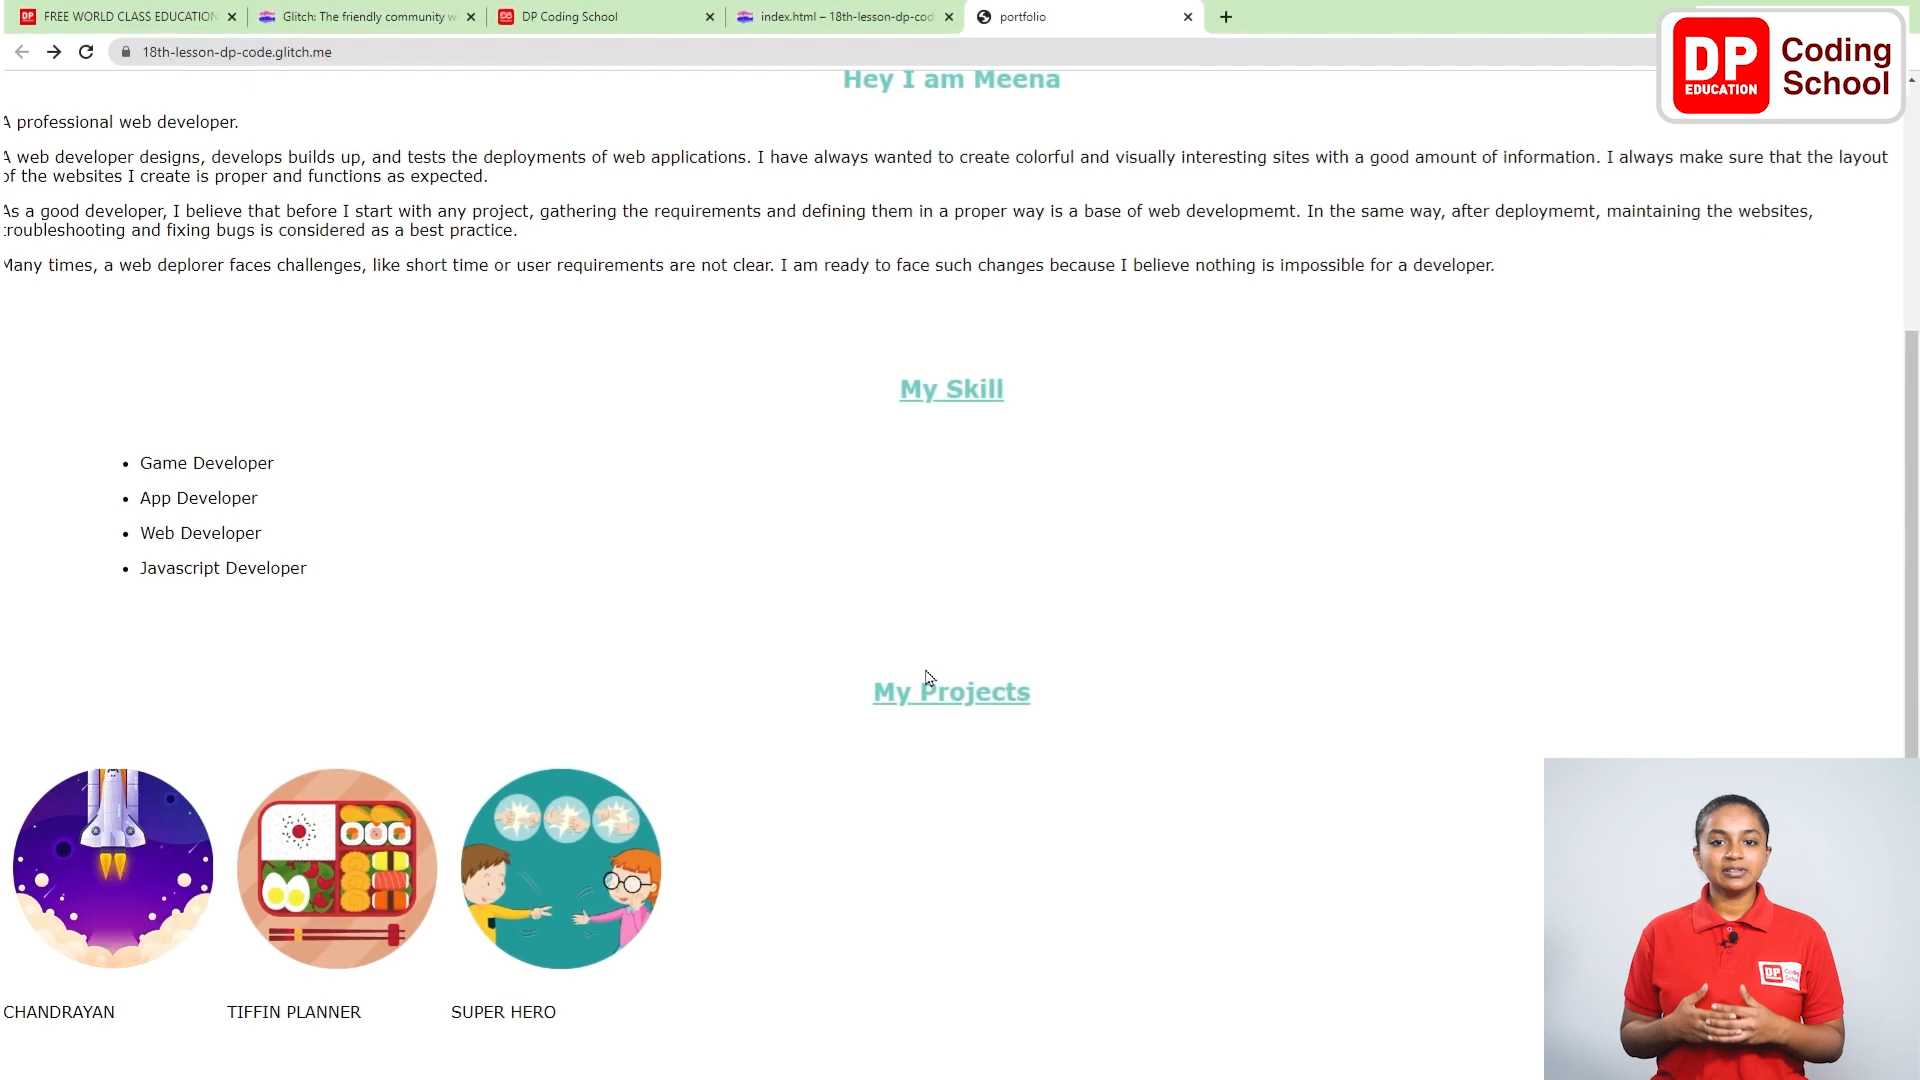 FREE WORLD CLASS EDUCATION
Glitch: The friendly community w
DP Coding School
index.html – 18th-lesson-dp-cod
portfolio
18th-lesson-dp-code.glitch.me
DP
EDUCATION
Coding
School
Hey I am Meena
A professional web developer.
A web developer designs, develops builds up, and tests the deployments of web applications. I have always wanted to create colorful and visually interesting sites with a good amount of information. I always make sure that the layout
of the websites I create is proper and functions as expected.
As a good developer, I believe that before I start with any project, gathering the requirements and defining them in a proper way is a base of web developmemt. In the same way, after deploymemt, maintaining the websites,
troubleshooting and fixing bugs is considered as a best practice.
Many times, a web deplorer faces challenges, like short time or user requirements are not clear. I am ready to face such changes because I believe nothing is impossible for a developer.
My Skill
Game Developer
App Developer
Web Developer
Javascript Developer
My Projects
CHANDRAYAN
TIFFIN PLANNER
SUPER HERO